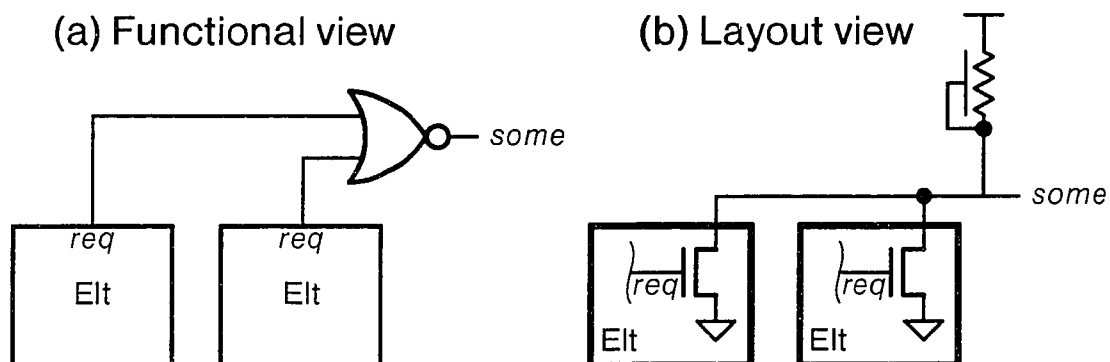 (a) Functional view
(b) Layout view
some
some
req
req
Elt
Elt
req
req
Elt
Elt